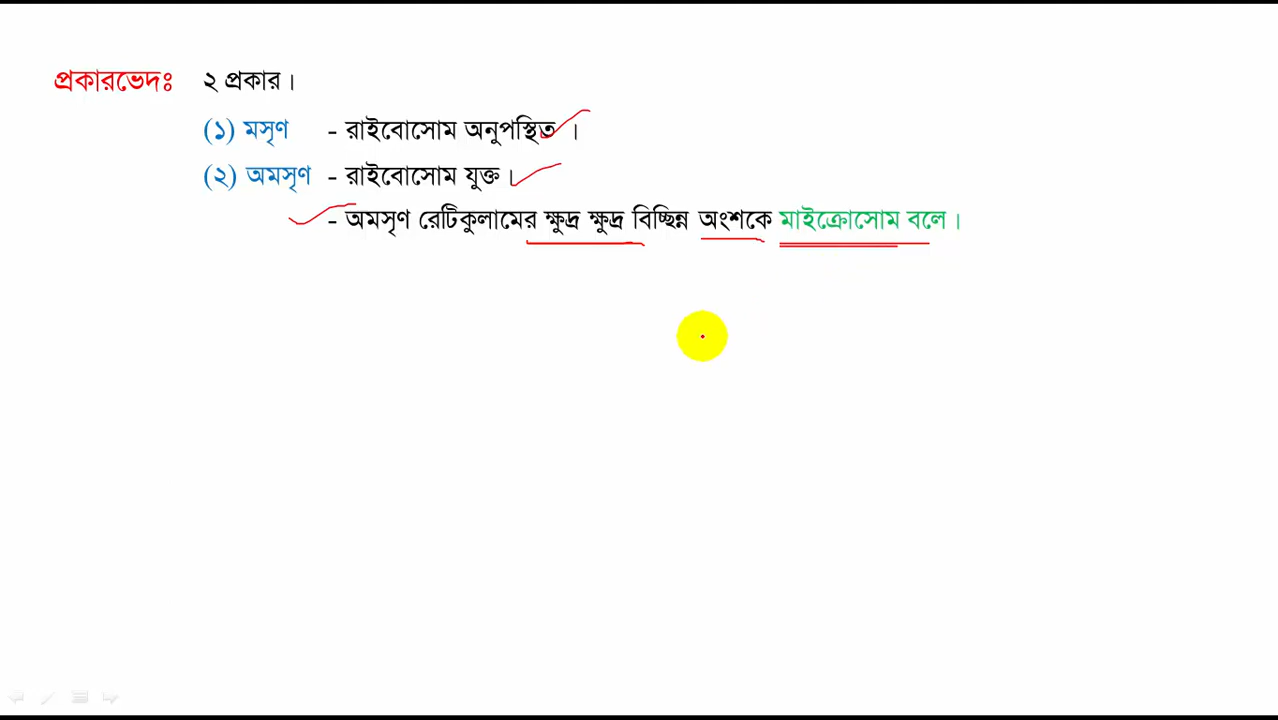 প্রকারভেদঃ ২ প্রকার।
(১) মসৃণ - রাইবোসোম অনুপস্থিত ।
(২) অমসৃণ - রাইবোসোম যুক্ত।
- অমসৃণ রেটিকুলামের ক্ষুদ্র ক্ষুদ্র বিচ্ছিন্ন অংশকে মাইক্রোসোম বলে।